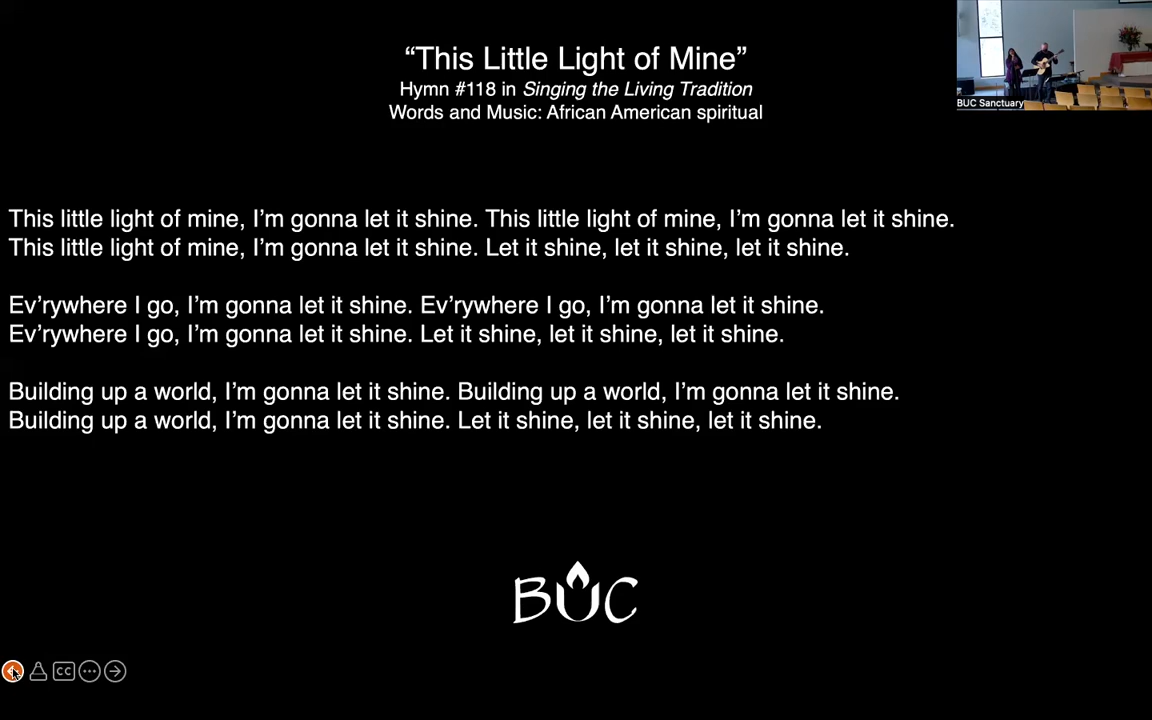 “This Little Light of Mine”
Hymn #118 in Singing the Living Tradition
Words and Music: African American spiritual
BUC Sanctuary
This little light of mine, I’m gonna let it shine. This little light of mine, I’m gonna let it shine.
This little light of mine, I’m gonna let it shine. Let it shine, let it shine, let it shine.
Ev’rywhere I go, I’m gonna let it shine. Ev’rywhere I go, I’m gonna let it shine.
Ev’rywhere I go, I’m gonna let it shine. Let it shine, let it shine, let it shine.
Building up a world, I’m gonna let it shine. Building up a world, I’m gonna let it shine.
Building up a world, I’m gonna let it shine. Let it shine, let it shine, let it shine.
BUC
CC